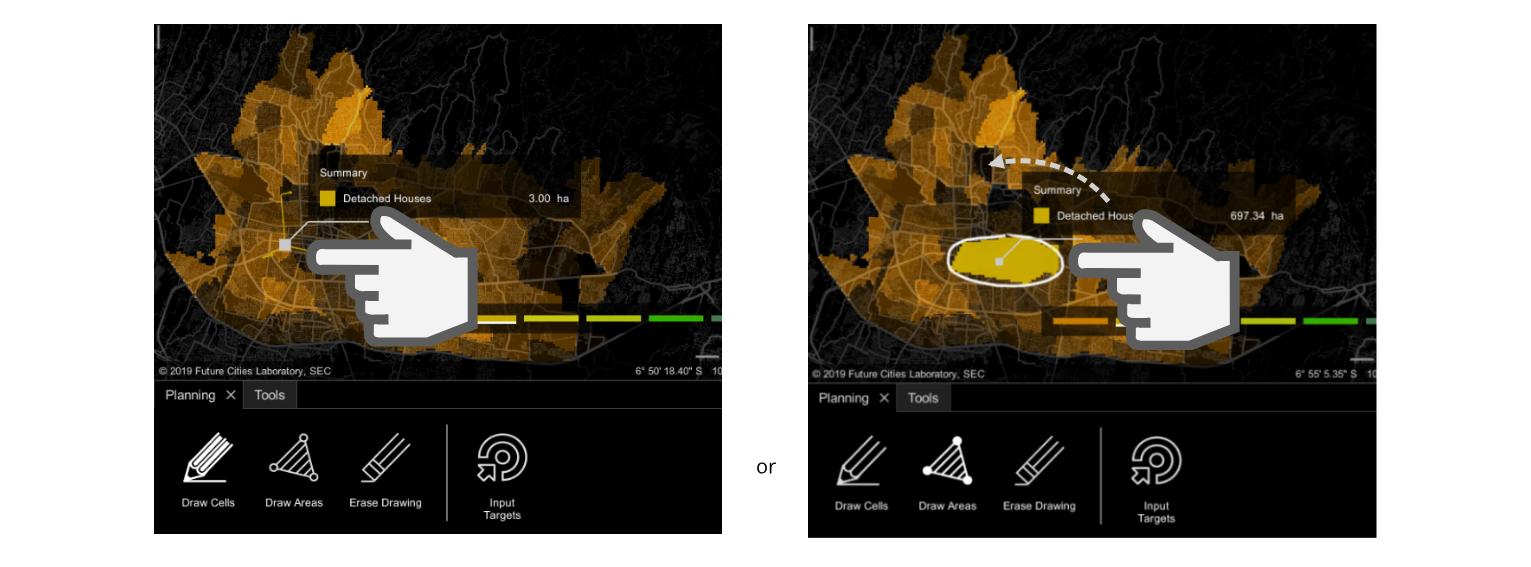 Summary
Detached Houses 3.00 ha
© 2019 Future Cities Laboratory, SEC 6° 50' 18.40" S 10
Planning × Tools
Draw Cells Draw Areas Erase Drawing Input
Targets
or
Summary
Detached Hous 697.34 ha
© 2019 Future Cities Laboratory, SEC 6° 55' 5.35" S 10
Planning × Tools
Draw Cells Draw Areas Erase Drawing Input
Targets